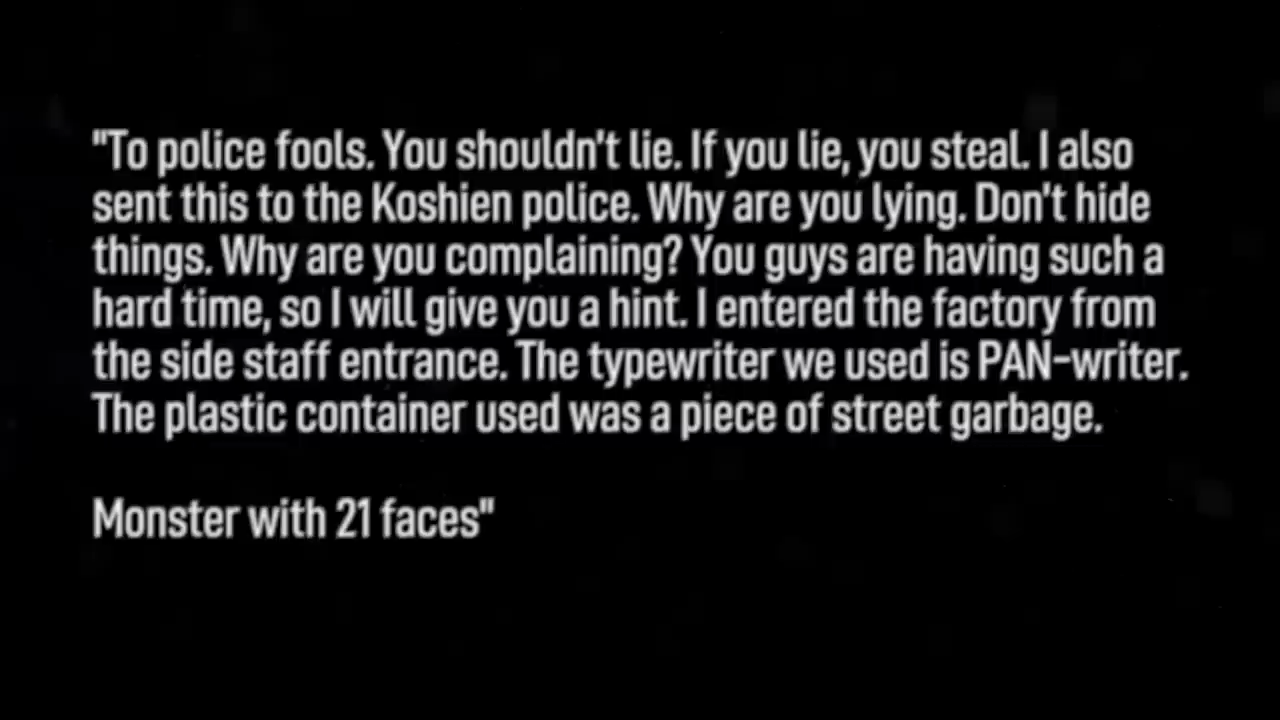 "To police fools. You shouldn't lie. If you lie, you steal. I also
sent this to the Koshien police. Why are you lying. Don't hide
things. Why are you complaining? You guys are having such a
hard time, so I will give you a hint. I entered the factory from
the side staff entrance. The typewriter we used is PAN-writer.
The plastic container used was a piece of street garbage.
Monster with 21 faces"